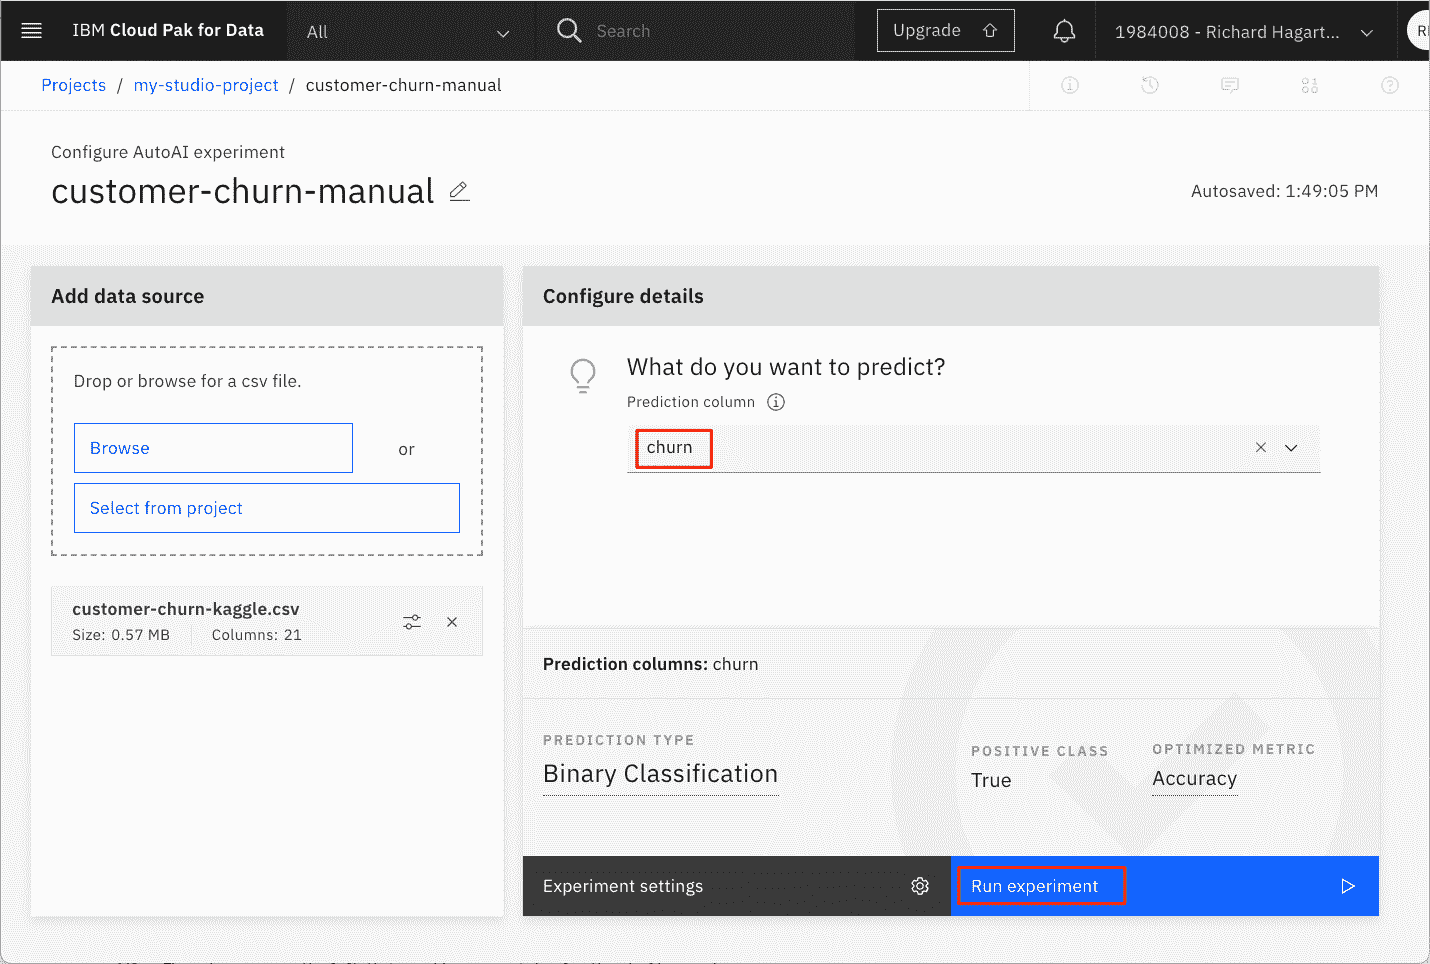 IBM Cloud Pak for Data
All
Search
Upgrade
1984008 - Richard Hagart...
Projects / my-studio-project / customer-churn-manual
Configure AutoAI experiment
customer-churn-manual
Autosaved: 1:49:05 PM
Add data source
Drop or browse for a csv file.
Browse
or
Select from project
customer-churn-kaggle.csv
Size: 0.57 MB
Columns: 21
Configure details
What do you want to predict?
Prediction column
churn
Prediction columns: churn
PREDICTION TYPE
Binary Classification
POSITIVE CLASS
True
OPTIMIZED METRIC
Accuracy
Experiment settings
Run experiment